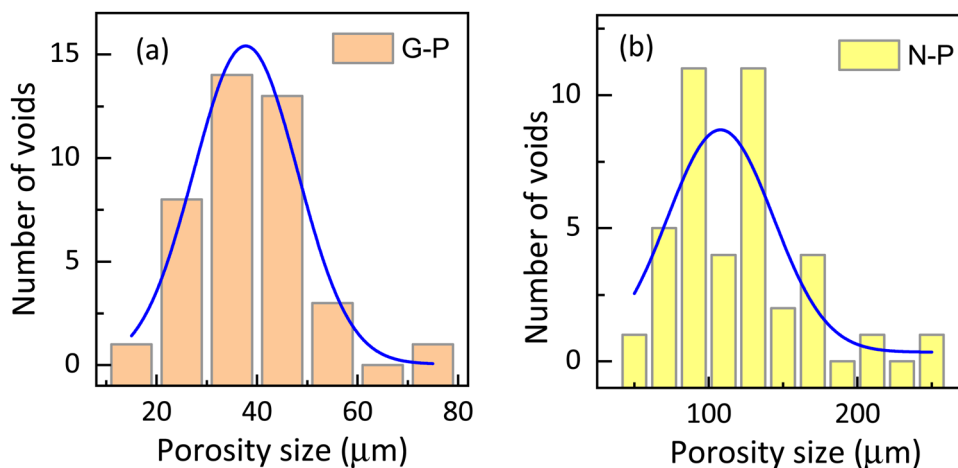 (a)
G-P
15
10
5
0
20
40
60
80
Number of voids
Porosity size (μm)
(b)
N-P
10
5
0
100
200
Number of voids
Porosity size (μm)